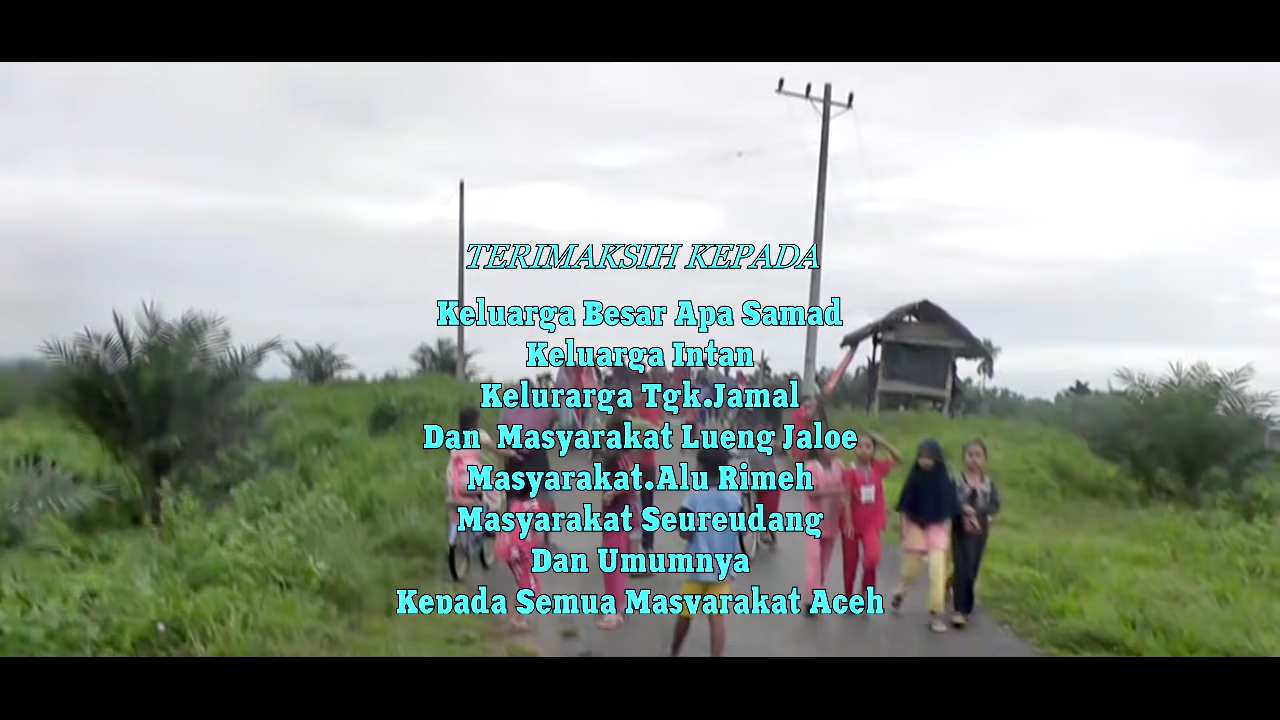 TERIMAKSIH KEPADA
Keluarga Besar Apa Samad
Keluarga Intan
Kelurarga Tgk.Jamal
Dan Masyarakat Lueng Jaloe
Masyarakat.Alu Rimeh
Masyarakat Seureudang
Dan Umumnya
Kepada Semua Masyarakat Aceh